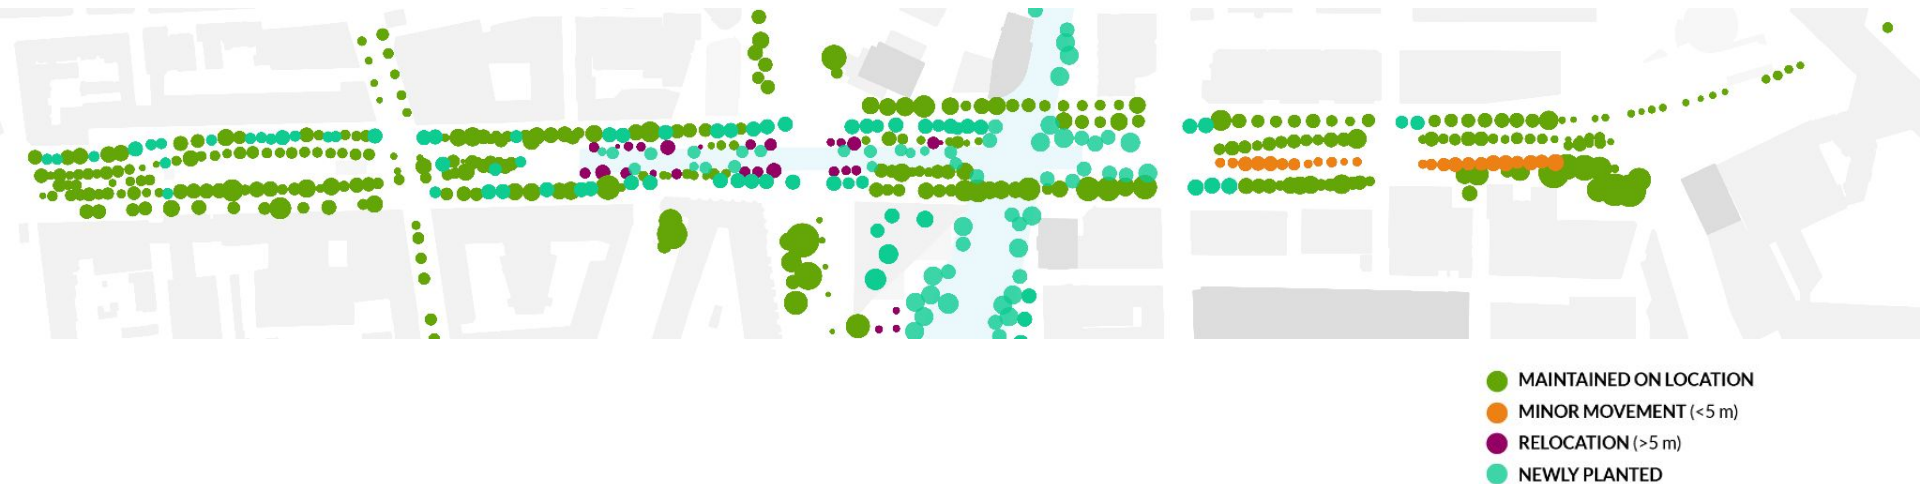 MAINTAINED ON LOCATION
MINOR MOVEMENT (<5 m)
RELOCATION (>5 m)
NEWLY PLANTED